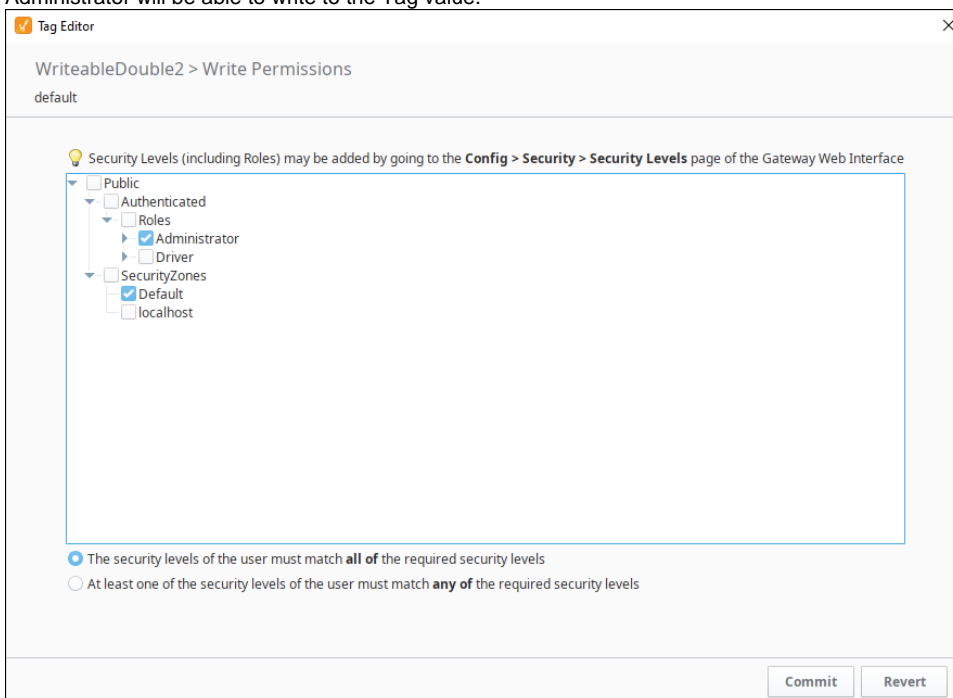 Administrator will be able to write to the Tag value.
Tag Editor
WriteableDouble2 > Write Permissions
default
Security Levels (including Roles) may be added by going to the Config > Security > Security Levels page of the Gateway Web Interface
Public
Authenticated
Roles
Administrator
Driver
SecurityZones
Default
localhost
The security levels of the user must match all of the required security levels
At least one of the security levels of the user must match any of the required security levels
Commit Revert